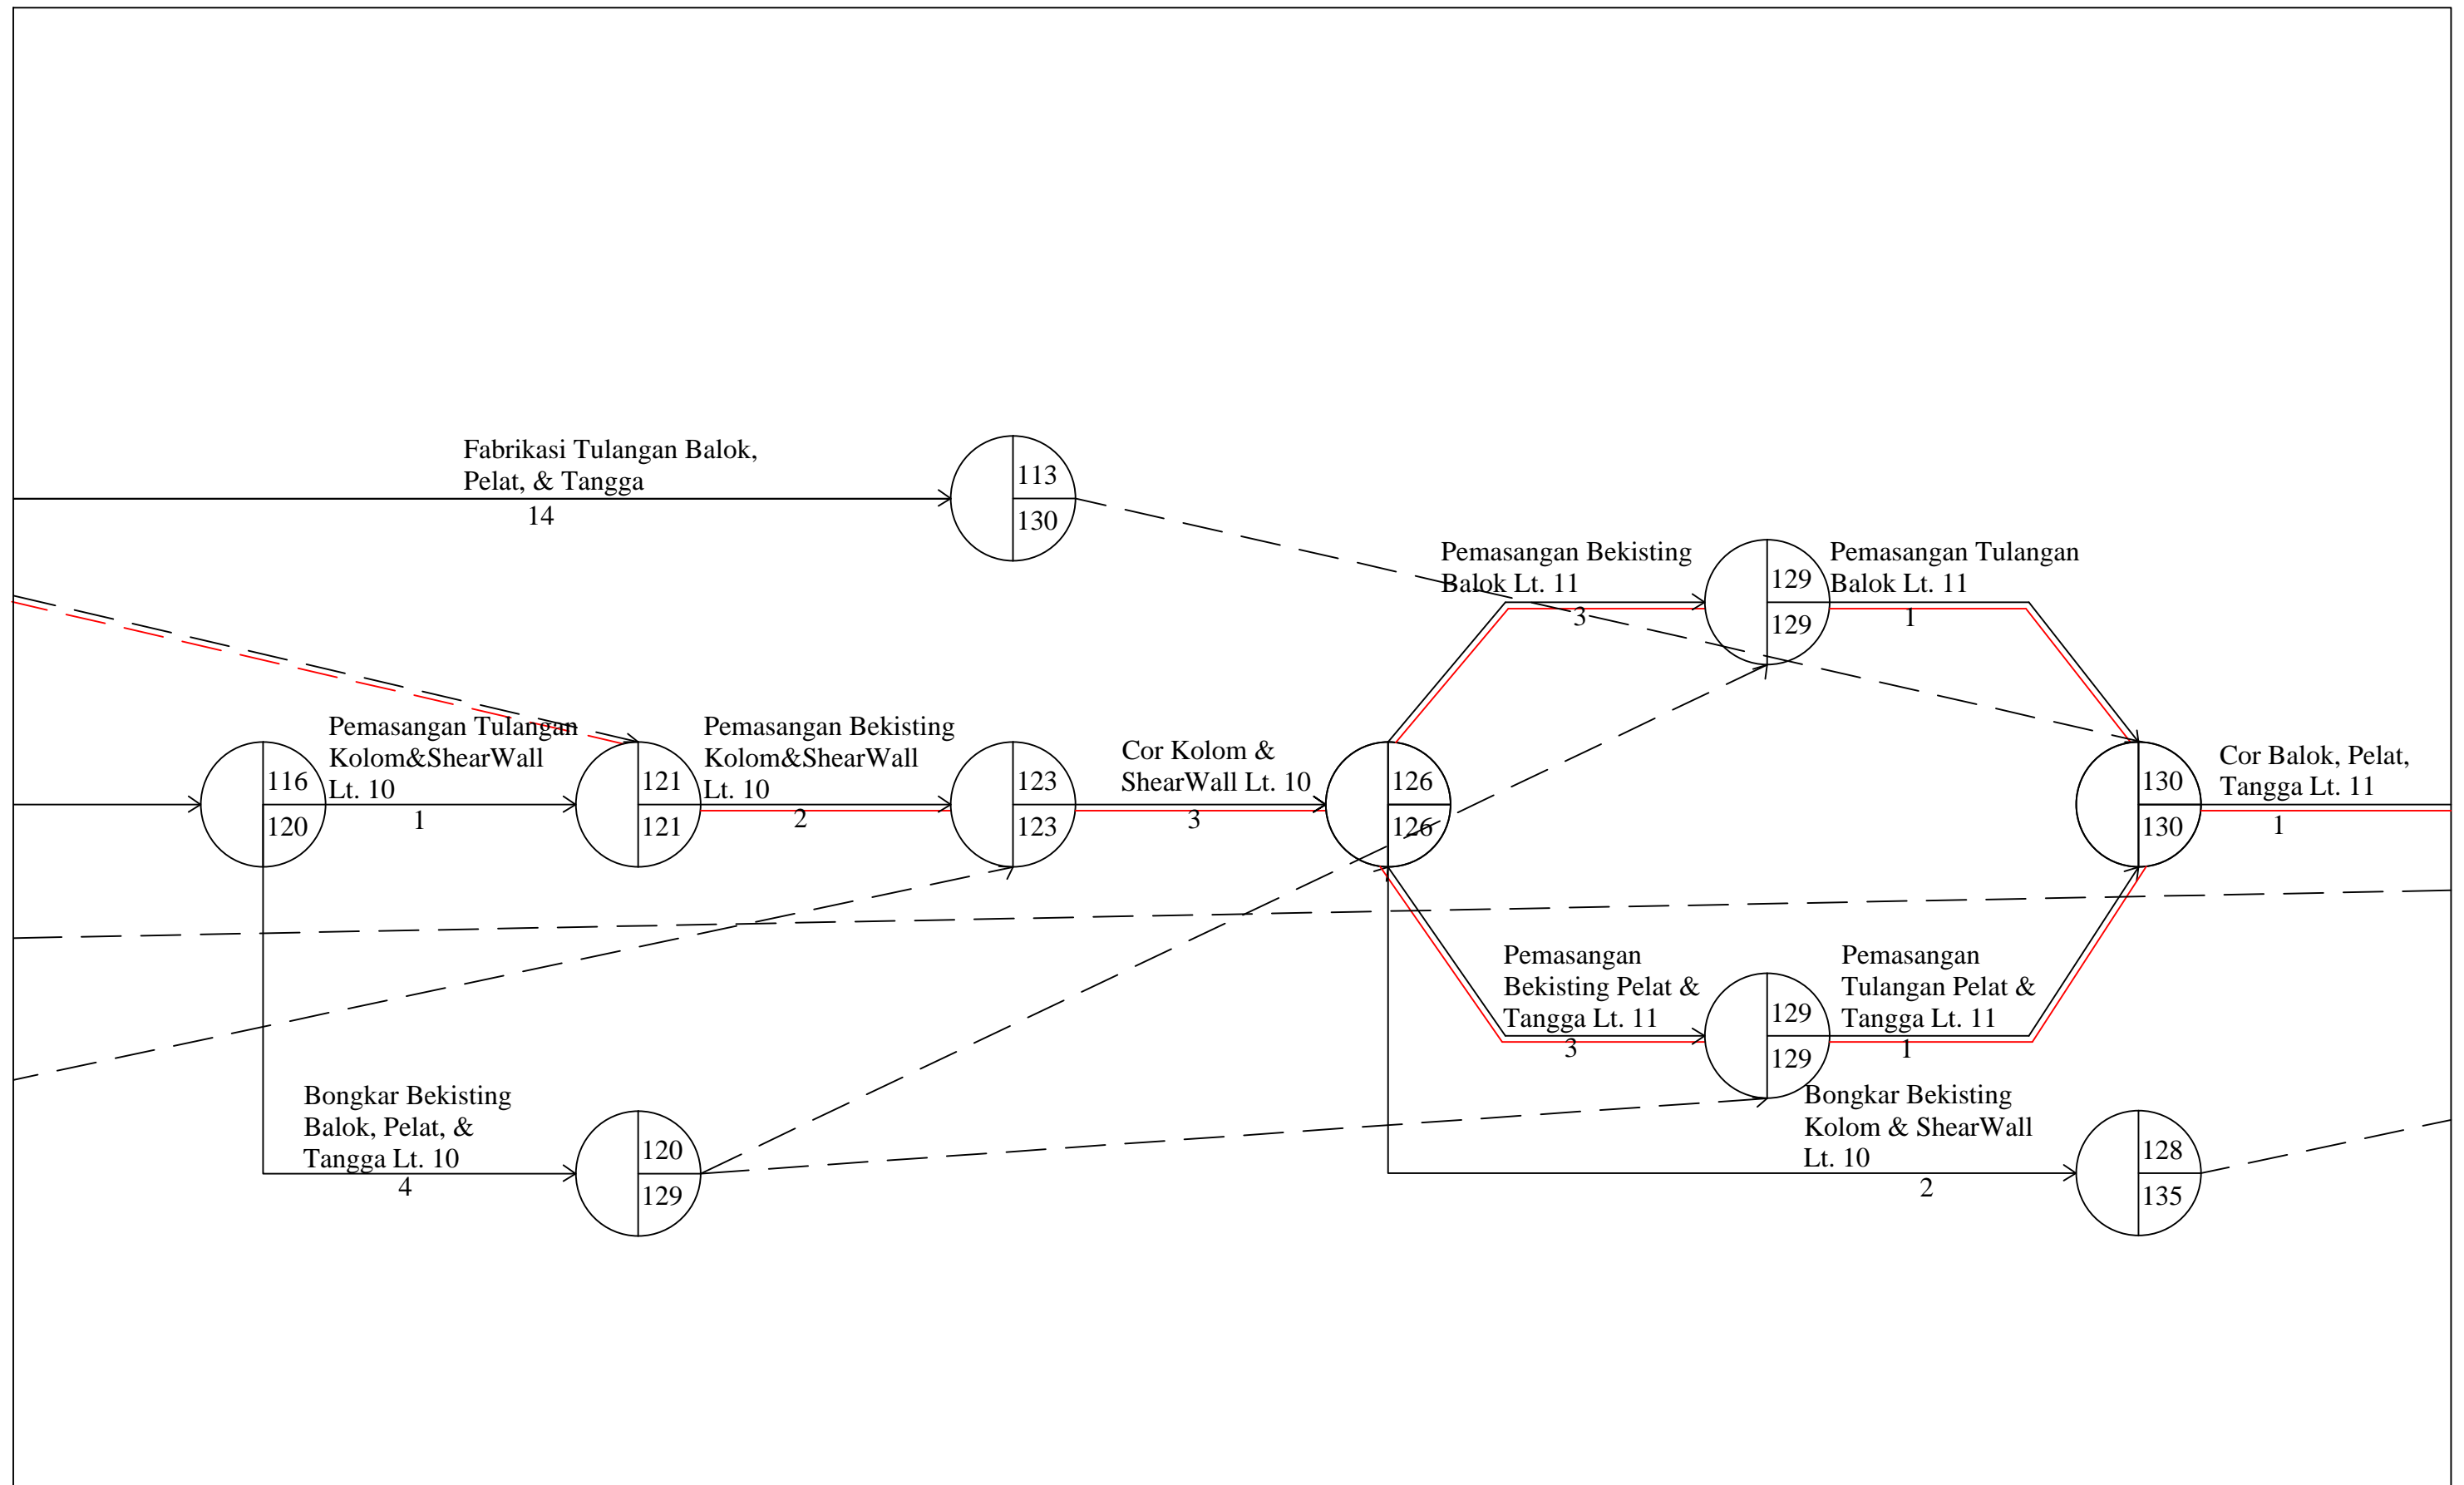 Fabrikasi Tulangan Balok,
Pelat, & Tangga
14
113
130
Pemasangan Bekisting
Balok Lt. 11
3
129
129
Pemasangan Tulangan
Balok Lt. 11
1
116
120
Pemasangan Tulangan
Kolom&ShearWall
Lt. 10
1
121
121
Pemasangan Bekisting
Kolom&ShearWall
Lt. 10
2
123
123
Cor Kolom &
ShearWall Lt. 10
3
126
126
130
130
Cor Balok, Pelat,
Tangga Lt. 11
1
Pemasangan
Bekisting Pelat &
Tangga Lt. 11
3
129
129
Pemasangan
Tulangan Pelat &
Tangga Lt. 11
1
Bongkar Bekisting
Balok, Pelat, &
Tangga Lt. 10
4
120
129
Bongkar Bekisting
Kolom & ShearWall
Lt. 10
2
128
135